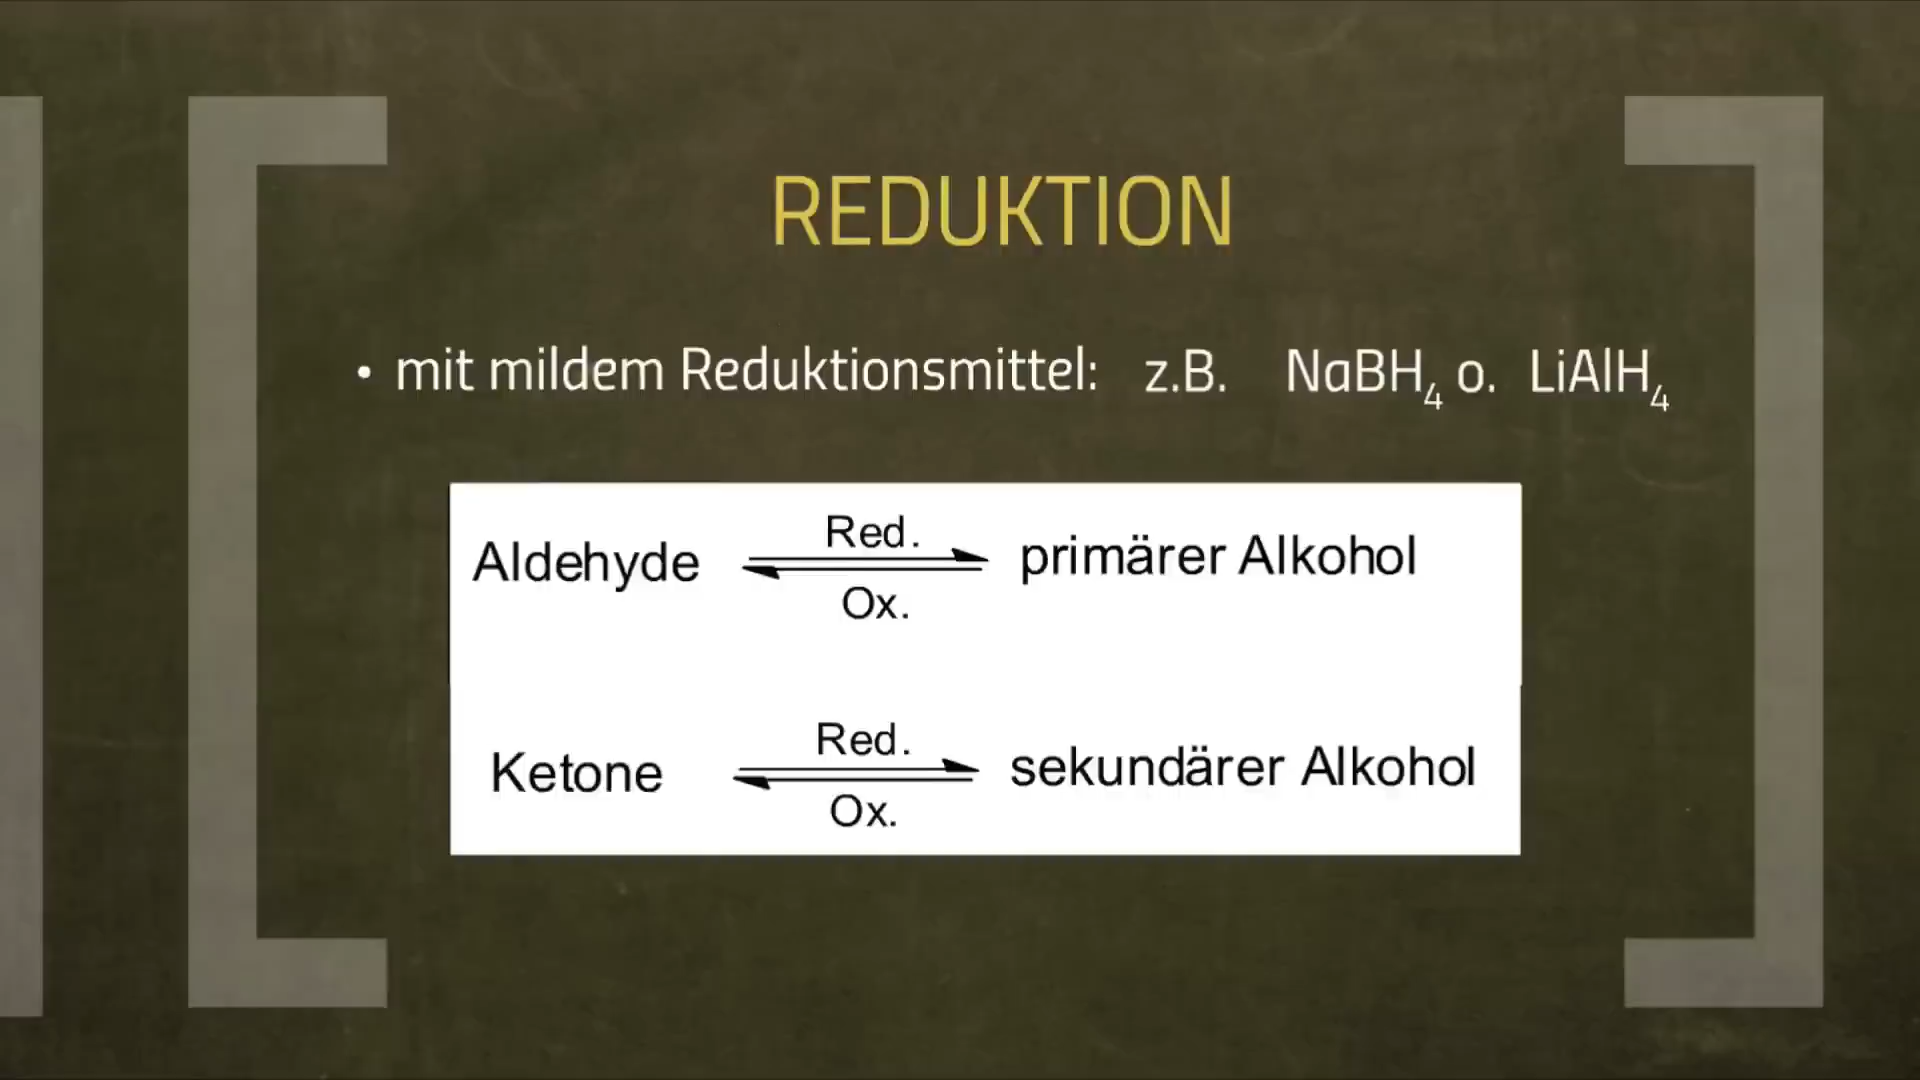 REDUKTION
• mit mildem Reduktionsmittel: z.B. NaBH₄ o. LiAlH₄
Red.
Aldehyde primärer Alkohol
Ox.
Red.
Ketone sekundärer Alkohol
Ox.